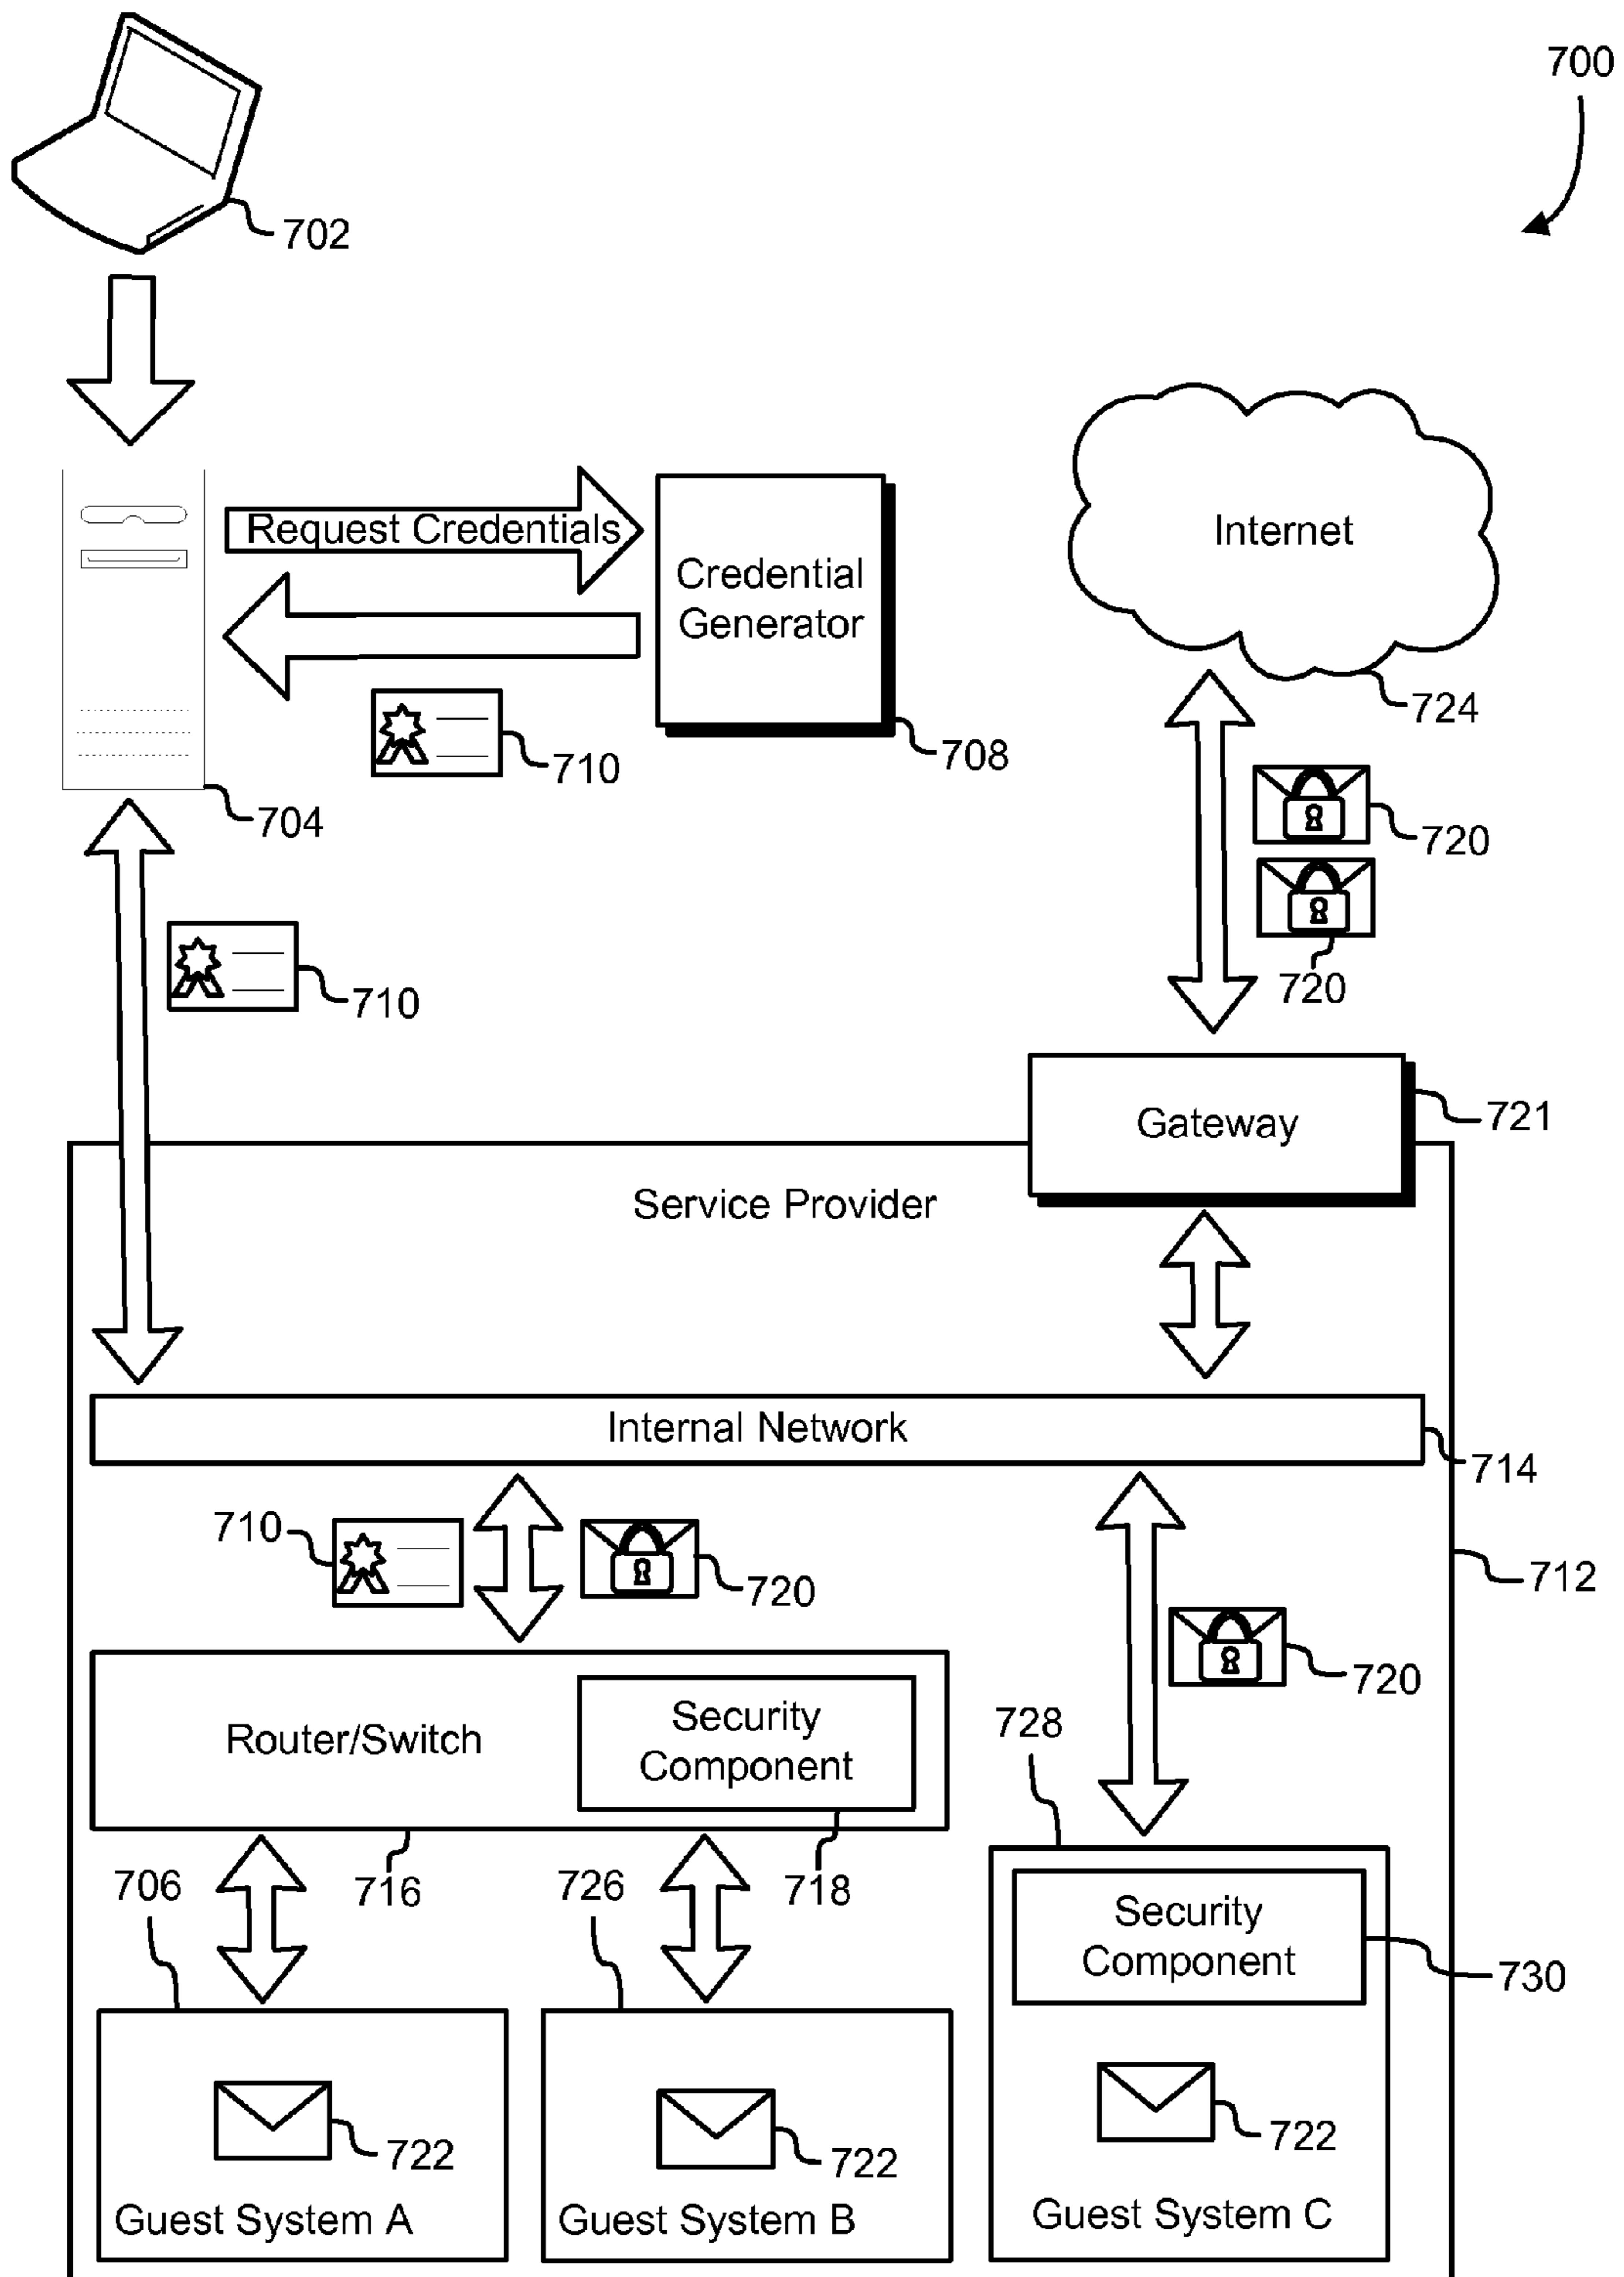 700
702
Request Credentials
Credential
Generator
Internet
724
708
710
704
720
720
710
Gateway
721
Service Provider
Internal Network
714
710
720
712
720
Router/Switch
Security
Component
728
706
716
726
718
Security
Component
730
722
722
722
Guest System A
Guest System B
Guest System C